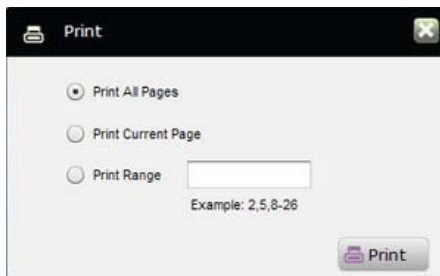 Print
Print All Pages
Print Current Page
Print Range
Example: 2,5,8-26
Print